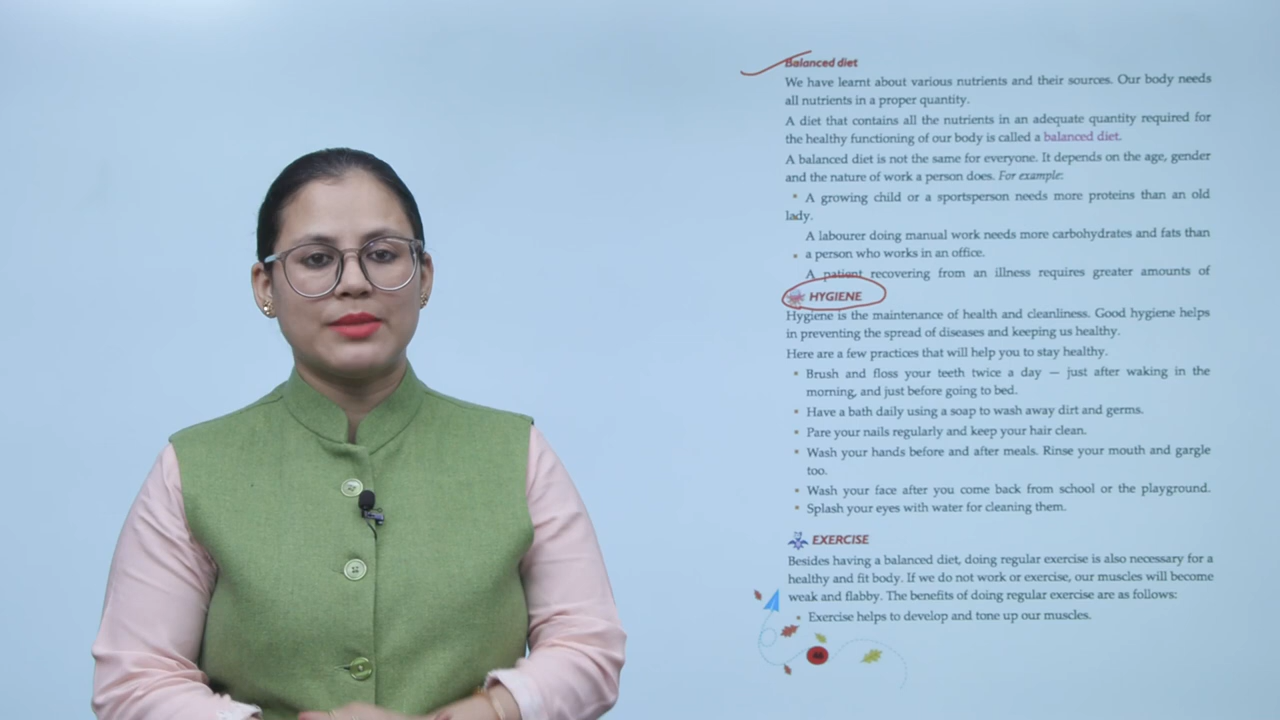 Balanced diet
We have learnt about various nutrients and their sources. Our body needs
all nutrients in a proper quantity.
A diet that contains all the nutrients in an adequate quantity required for
the healthy functioning of our body is called a balanced diet.
A balanced diet is not the same for everyone. It depends on the age, gender
and the nature of work a person does. For example:
• A growing child or a sportsperson needs more proteins than an old
lady.
A labourer doing manual work needs more carbohydrates and fats than
• a person who works in an office.
A patient recovering from an illness requires greater amounts of
HYGIENE
Hygiene is the maintenance of health and cleanliness. Good hygiene helps
in preventing the spread of diseases and keeping us healthy.
Here are a few practices that will help you to stay healthy.
• Brush and floss your teeth twice a day — just after waking in the
morning, and just before going to bed.
• Have a bath daily using a soap to wash away dirt and germs.
• Pare your nails regularly and keep your hair clean.
• Wash your hands before and after meals. Rinse your mouth and gargle
too.
• Wash your face after you come back from school or the playground.
• Splash your eyes with water for cleaning them.
EXERCISE
Besides having a balanced diet, doing regular exercise is also necessary for a
healthy and fit body. If we do not work or exercise, our muscles will become
weak and flabby. The benefits of doing regular exercise are as follows:
• Exercise helps to develop and tone up our muscles.